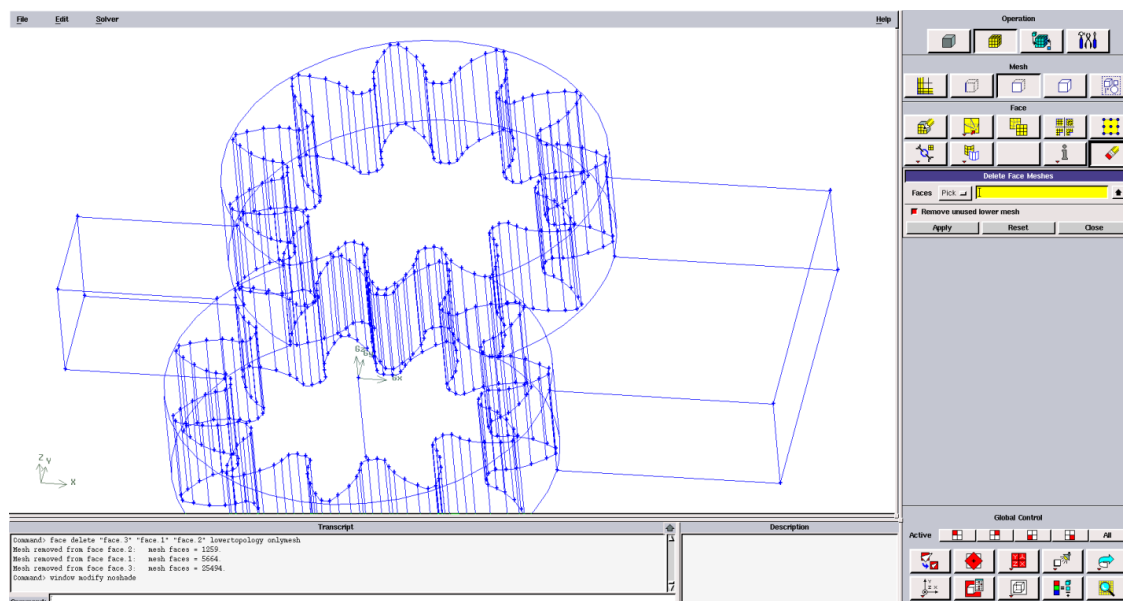 File Edit Solver Help
Operation
Mesh
Face
Delete Face Meshes
Faces Pick
Remove unused lower mesh
Apply Reset Close
Gz
GX
Z Y
X
Transcript
Description
Command> face delete "face.3" "face.1" "face.2" lowertopology onlymesh
Mesh removed from face face.2: mesh faces = 1259.
Mesh removed from face face.1: mesh faces = 5664.
Mesh removed from face face.3: mesh faces = 25494.
Command> window modify noshade
Global Control
Active All